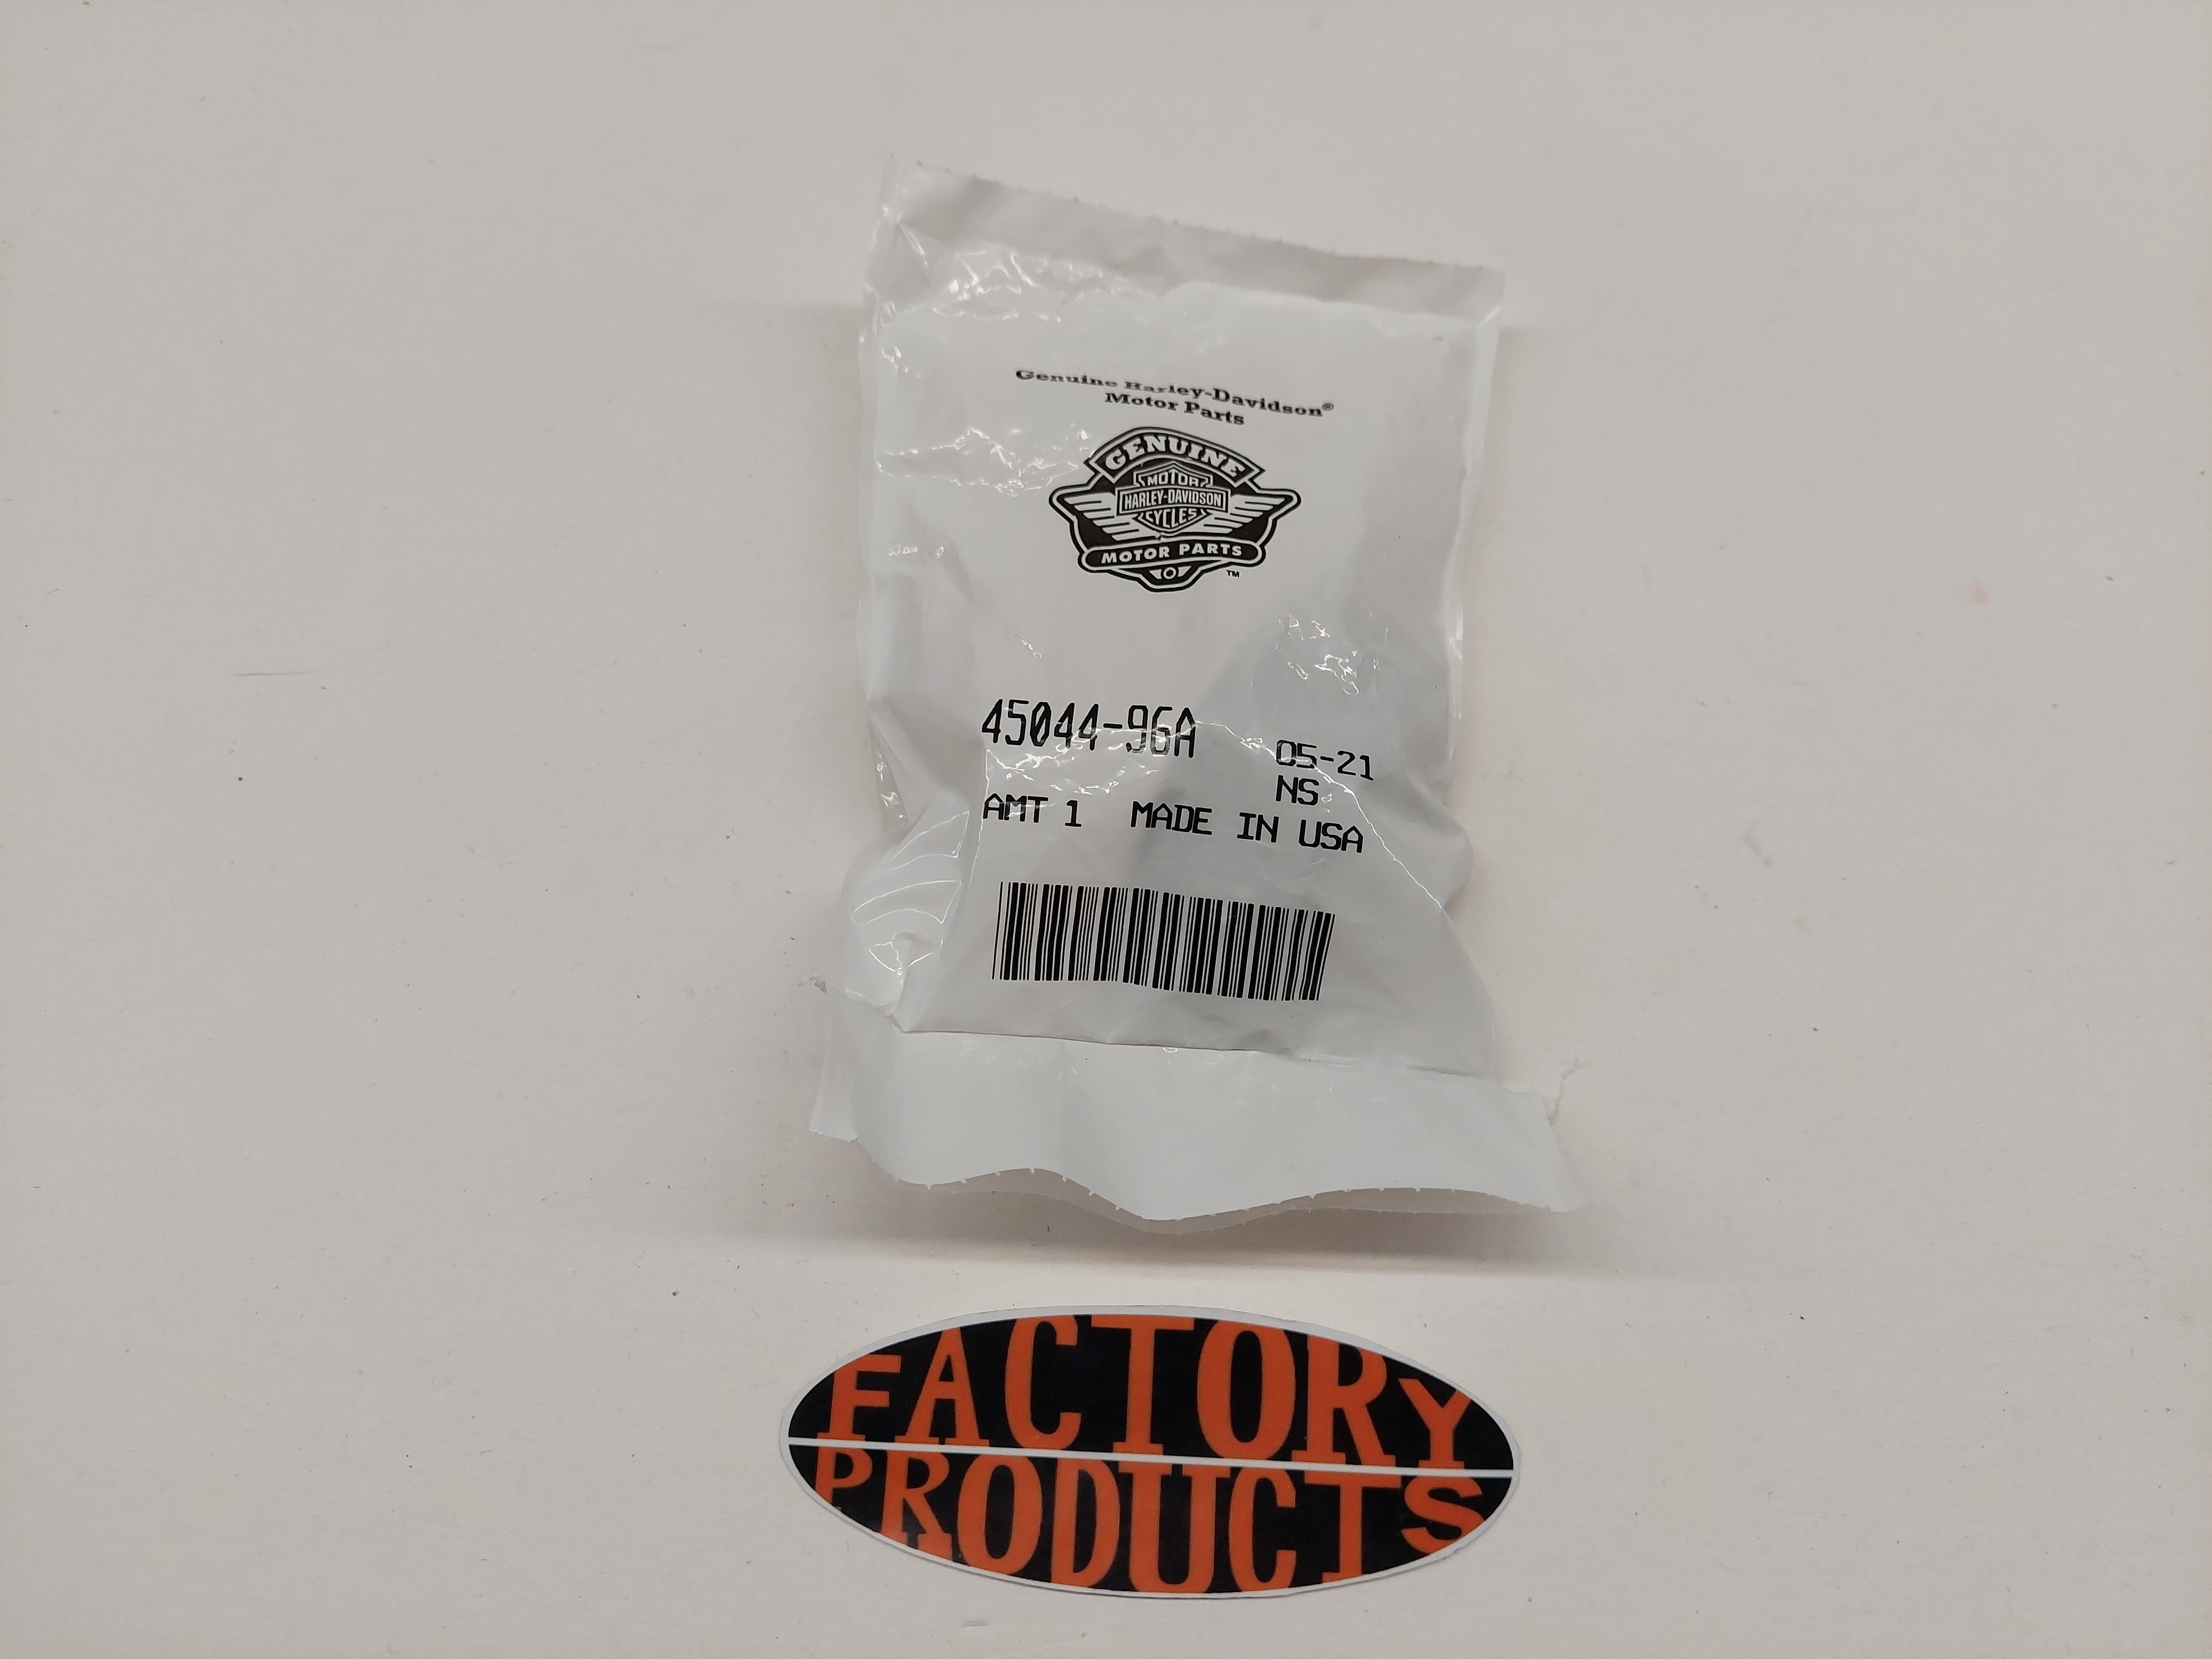 Genuine Harley-Davidson®
Motor Parts
GENUINE
MOTOR
HARLEY-DAVIDSON
CYCLES
MOTOR PARTS
™
45044-96A
05-21
NS
AMT 1 MADE IN USA
FACTORY
PRODUCTS